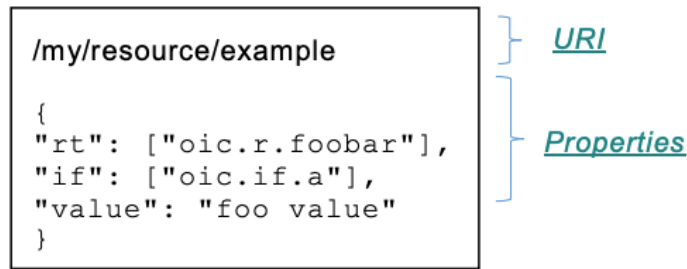 /my/resource/example
URI
{
"rt": ["oic.r.foobar"],
"if": ["oic.if.a"],
"value": "foo value"
}
Properties